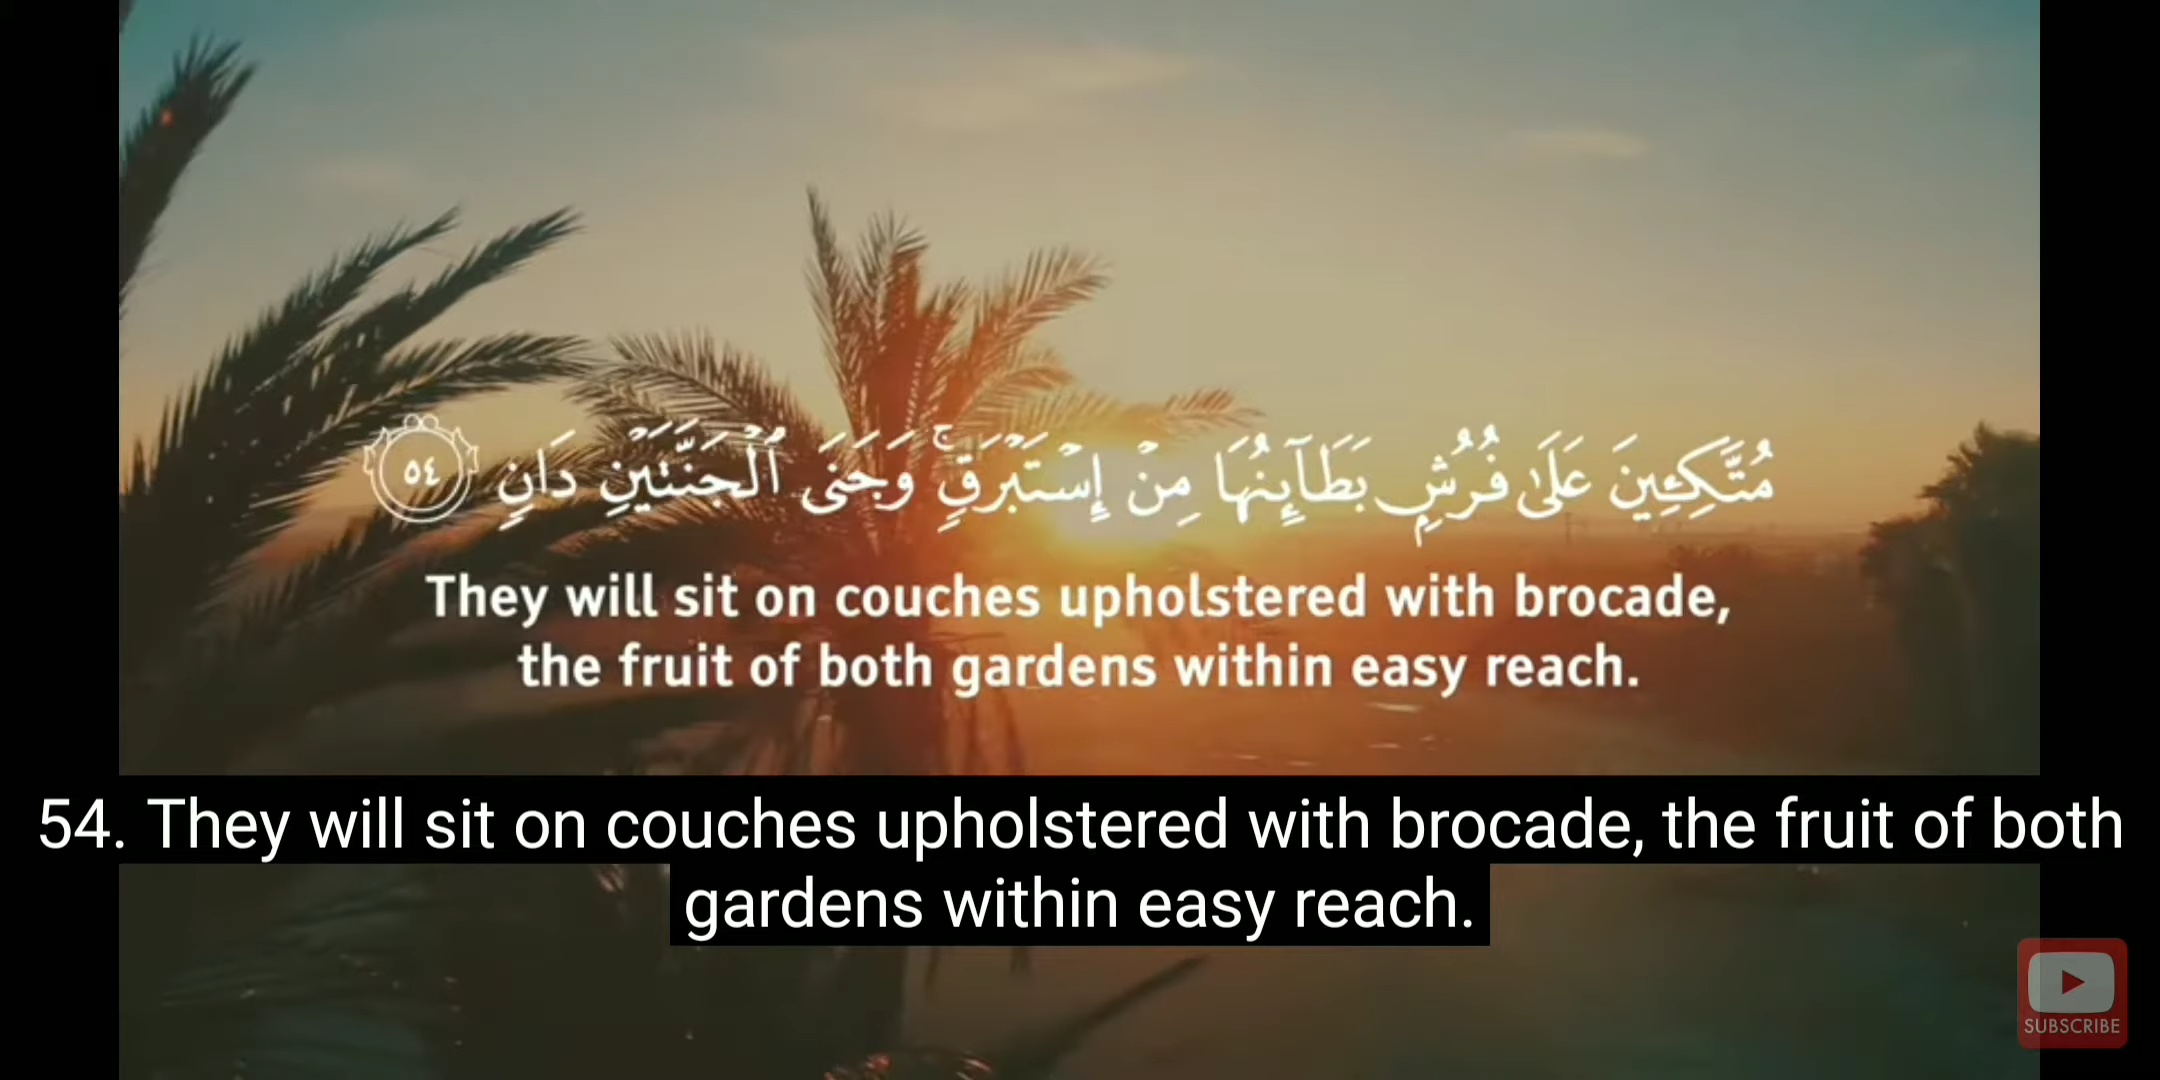 مُتَّكِـِٔينَ عَلَىٰ فُرُشٍۭ بَطَآئِنُهَا مِنْ إِسْتَبْرَقٍۚ وَجَنَى ٱلْجَنَّتَيْنِ دَانٍ ٥٤
They will sit on couches upholstered with brocade,
the fruit of both gardens within easy reach.
54. They will sit on couches upholstered with brocade, the fruit of both
gardens within easy reach.
SUBSCRIBE